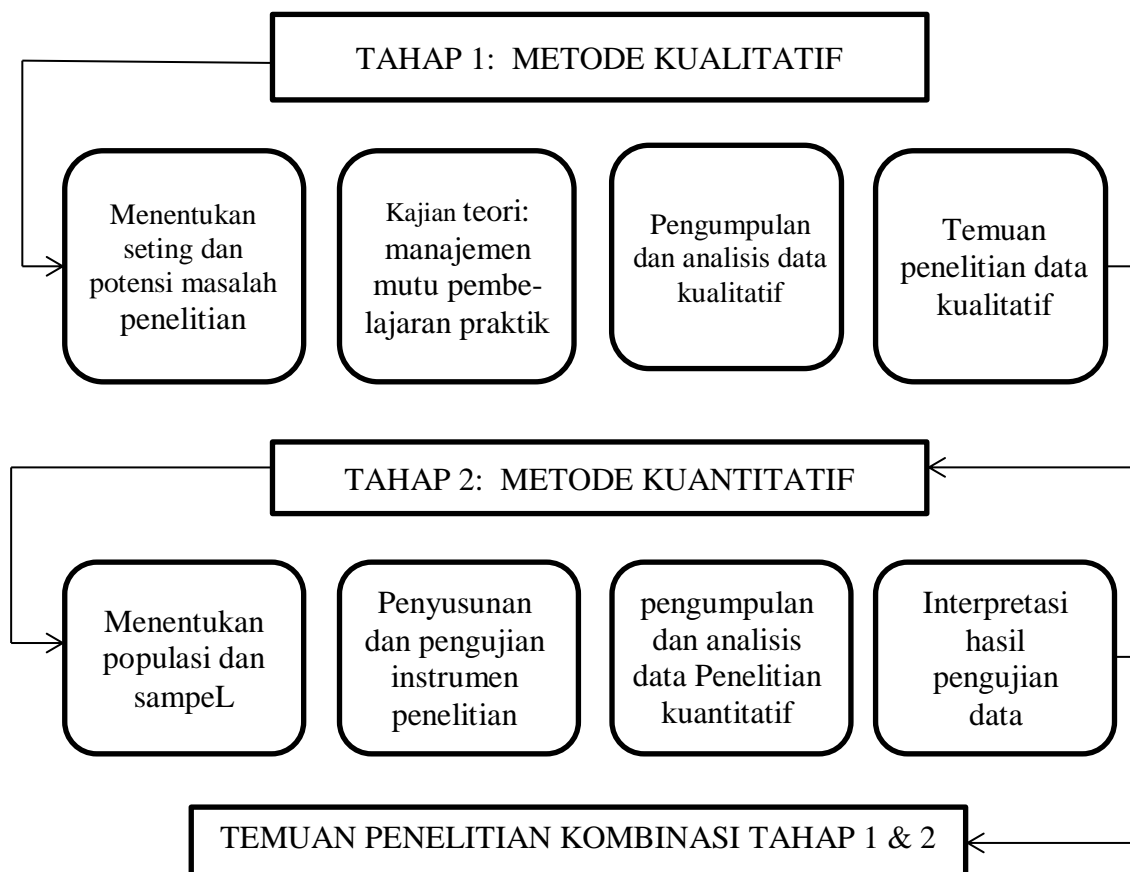 TAHAP 1: METODE KUALITATIF
Menentukan
seting dan
potensi masalah
penelitian
Kajian teori:
manajemen
mutu pembe-
lajaran praktik
Pengumpulan
dan analisis data
kualitatif
Temuan
penelitian data
kualitatif
TAHAP 2: METODE KUANTITATIF
Menentukan
populasi dan
sampeL
Penyusunan
dan pengujian
instrumen
penelitian
pengumpulan
dan analisis
data Penelitian
kuantitatif
Interpretasi
hasil
pengujian
data
TEMUAN PENELITIAN KOMBINASI TAHAP 1 & 2